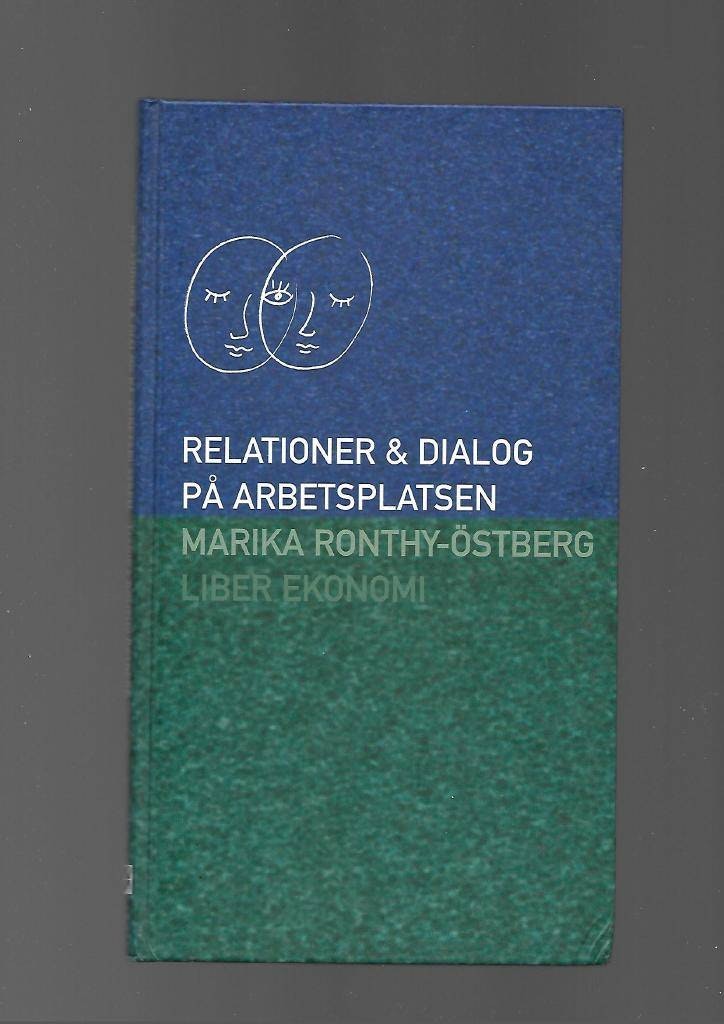 RELATIONER & DIALOG
PÅ ARBETSPLATSEN
MARIKA RONTHY-ÖSTBERG
LIBER EKONOMI